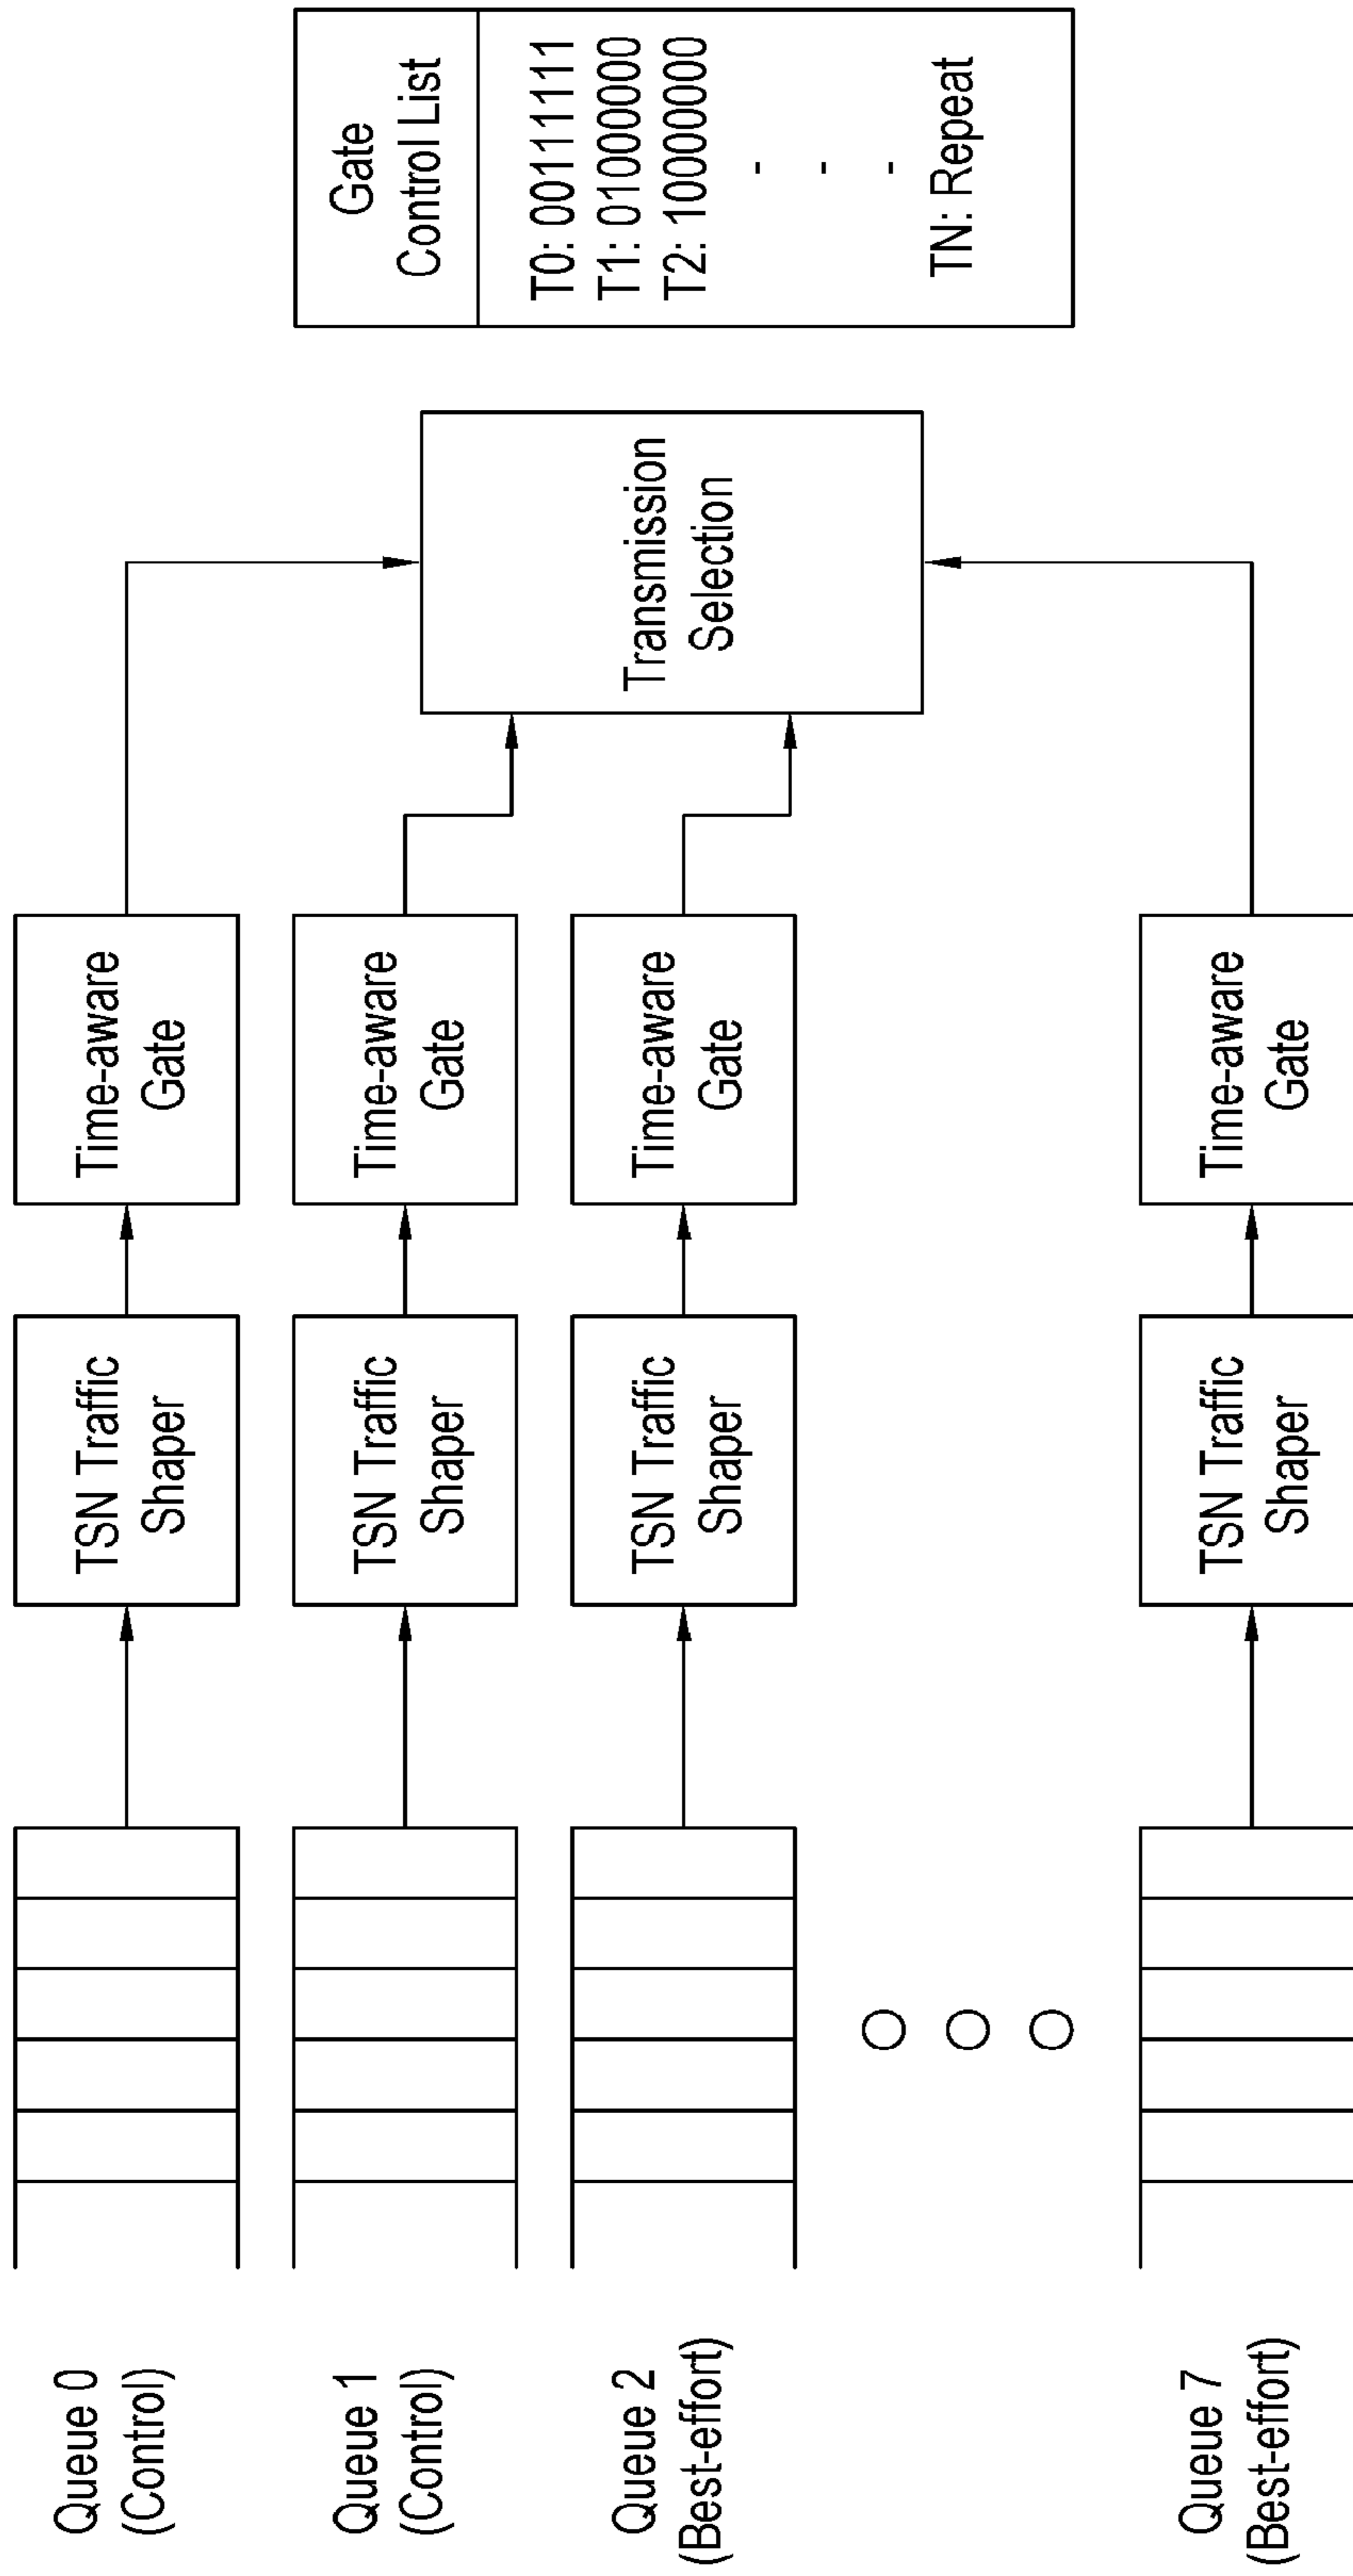 Queue 0
(Control)
TSN Traffic
Shaper
Time-aware
Gate
Queue 1
(Control)
TSN Traffic
Shaper
Time-aware
Gate
Queue 2
(Best-effort)
TSN Traffic
Shaper
Time-aware
Gate
Queue 7
(Best-effort)
TSN Traffic
Shaper
Time-aware
Gate
Transmission
Selection
Gate
Control List
T0: 00111111
T1: 01000000
T2: 10000000
-
-
-
TN: Repeat